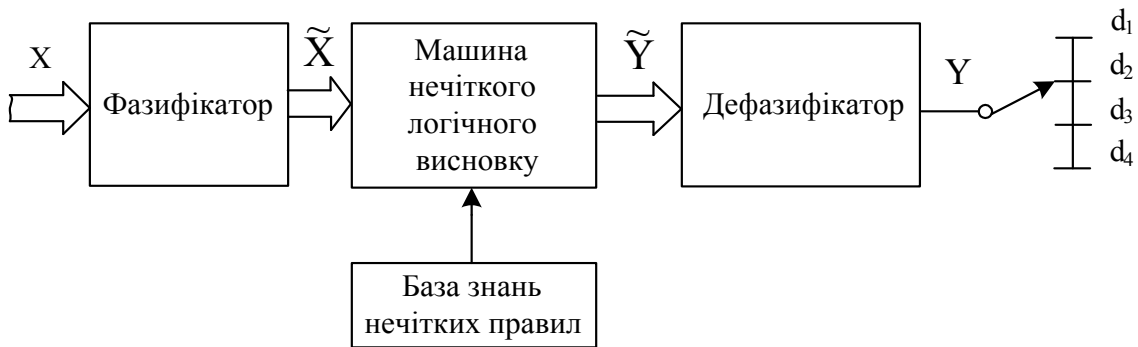 X
Фазифікатор
X̃
Машина
нечіткого
логічного
висновку
Ỹ
Дефазифікатор
Y
d₁
d₂
d₃
d₄
База знань
нечітких правил